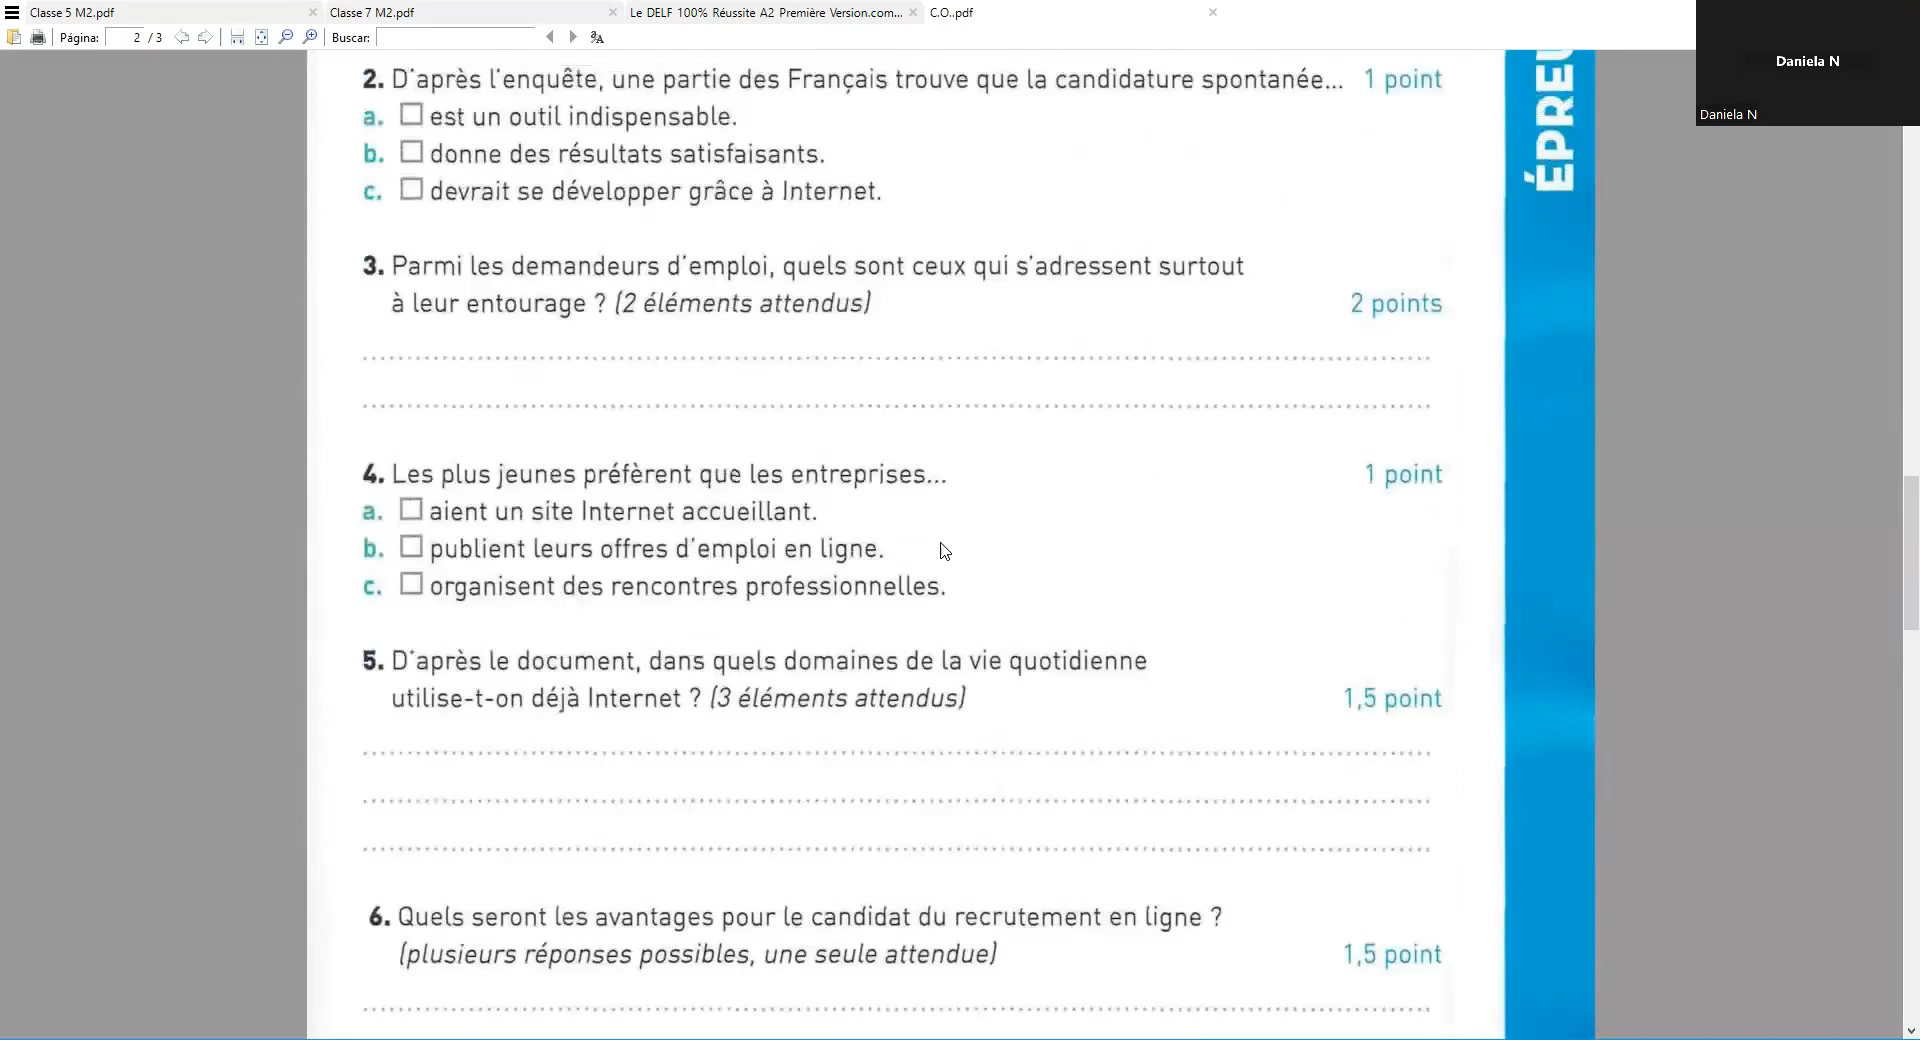 Classe 5 M2.pdf
Classe 7 M2.pdf
Le DELF 100% Réussite A2 Première Version.com...
C.O..pdf
Página: 2 / 3
Buscar:
Daniela N
Daniela N
2. D'après l'enquête, une partie des Français trouve que la candidature spontanée... 1 point
a. est un outil indispensable.
b. donne des résultats satisfaisants.
c. devrait se développer grâce à Internet.
3. Parmi les demandeurs d'emploi, quels sont ceux qui s'adressent surtout
à leur entourage ? (2 éléments attendus) 2 points
4. Les plus jeunes préfèrent que les entreprises... 1 point
a. aient un site Internet accueillant.
b. publient leurs offres d'emploi en ligne.
c. organisent des rencontres professionnelles.
5. D'après le document, dans quels domaines de la vie quotidienne
utilise-t-on déjà Internet ? (3 éléments attendus) 1,5 point
6. Quels seront les avantages pour le candidat du recrutement en ligne ?
(plusieurs réponses possibles, une seule attendue) 1,5 point